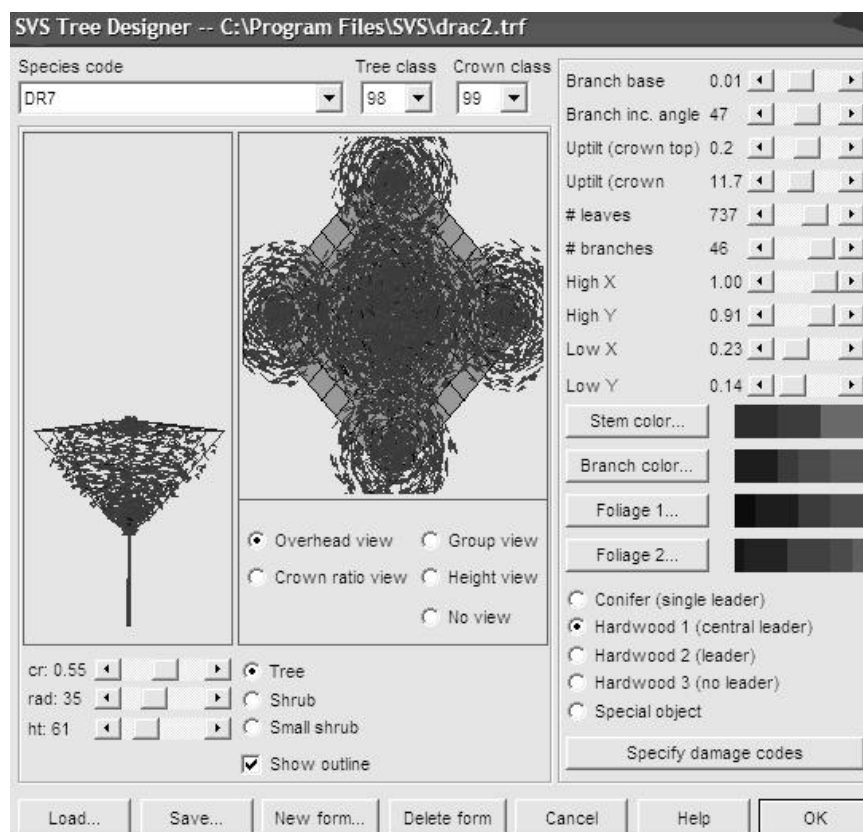 SVS Tree Designer -- C:\Program Files\SVS\drac2.trf
Species code
Tree class
Crown class
DR7
98
99
Overhead view
Group view
Crown ratio view
Height view
No view
cr: 0.55
rad: 35
ht: 61
Tree
Shrub
Small shrub
Show outline
Branch base 0.01
Branch inc. angle 47
Uptilt (crown top) 0.2
Uptilt (crown 11.7
# leaves 737
# branches 46
High X 1.00
High Y 0.91
Low X 0.23
Low Y 0.14
Stem color...
Branch color...
Foliage 1...
Foliage 2...
Conifer (single leader)
Hardwood 1 (central leader)
Hardwood 2 (leader)
Hardwood 3 (no leader)
Special object
Specify damage codes
Load...
Save...
New form...
Delete form
Cancel
Help
OK